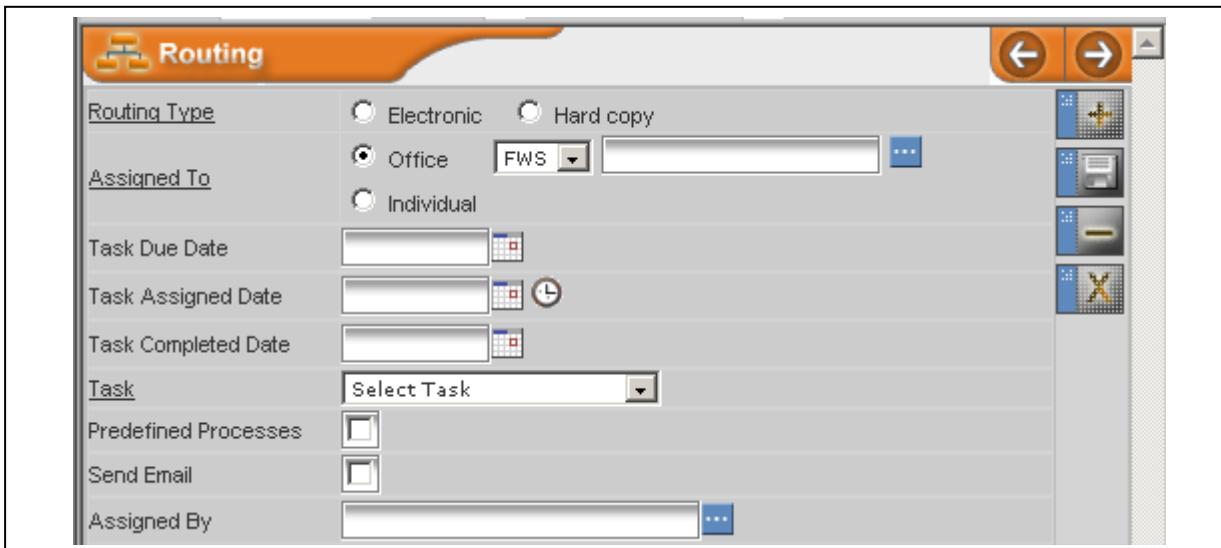 Routing
Routing Type Electronic Hard copy
Assigned To Office FWS
Individual
Task Due Date
Task Assigned Date
Task Completed Date
Task Select Task
Predefined Processes
Send Email
Assigned By